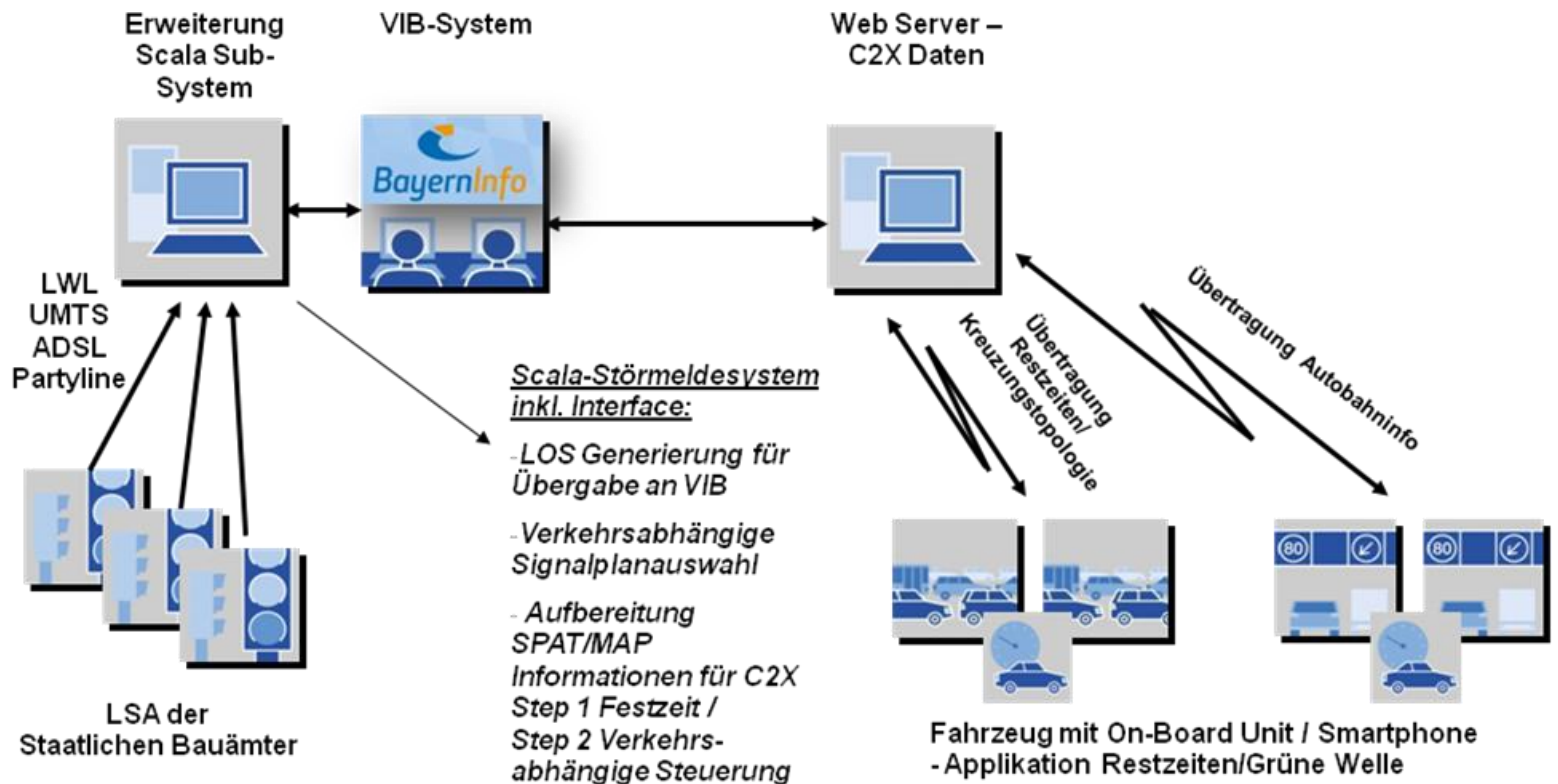 Erweiterung
Scala Sub-
System
VIB-System
Web Server –
C2X Daten
BayernInfo
LWL
UMTS
ADSL
Partyline
Scala-Störmeldesystem
inkl. Interface:
- LOS Generierung für
Übergabe an VIB
- Verkehrsabhängige
Signalplanauswahl
- Aufbereitung
SPAT/MAP
Informationen für C2X
Step 1 Festzeit /
Step 2 Verkehrs-
abhängige Steuerung
Übertragung
Restzeiten/
Kreuzungstopologie
Übertragung Autobahninfo
80
80
LSA der
Staatlichen Bauämter
Fahrzeug mit On-Board Unit / Smartphone
- Applikation Restzeiten/Grüne Welle